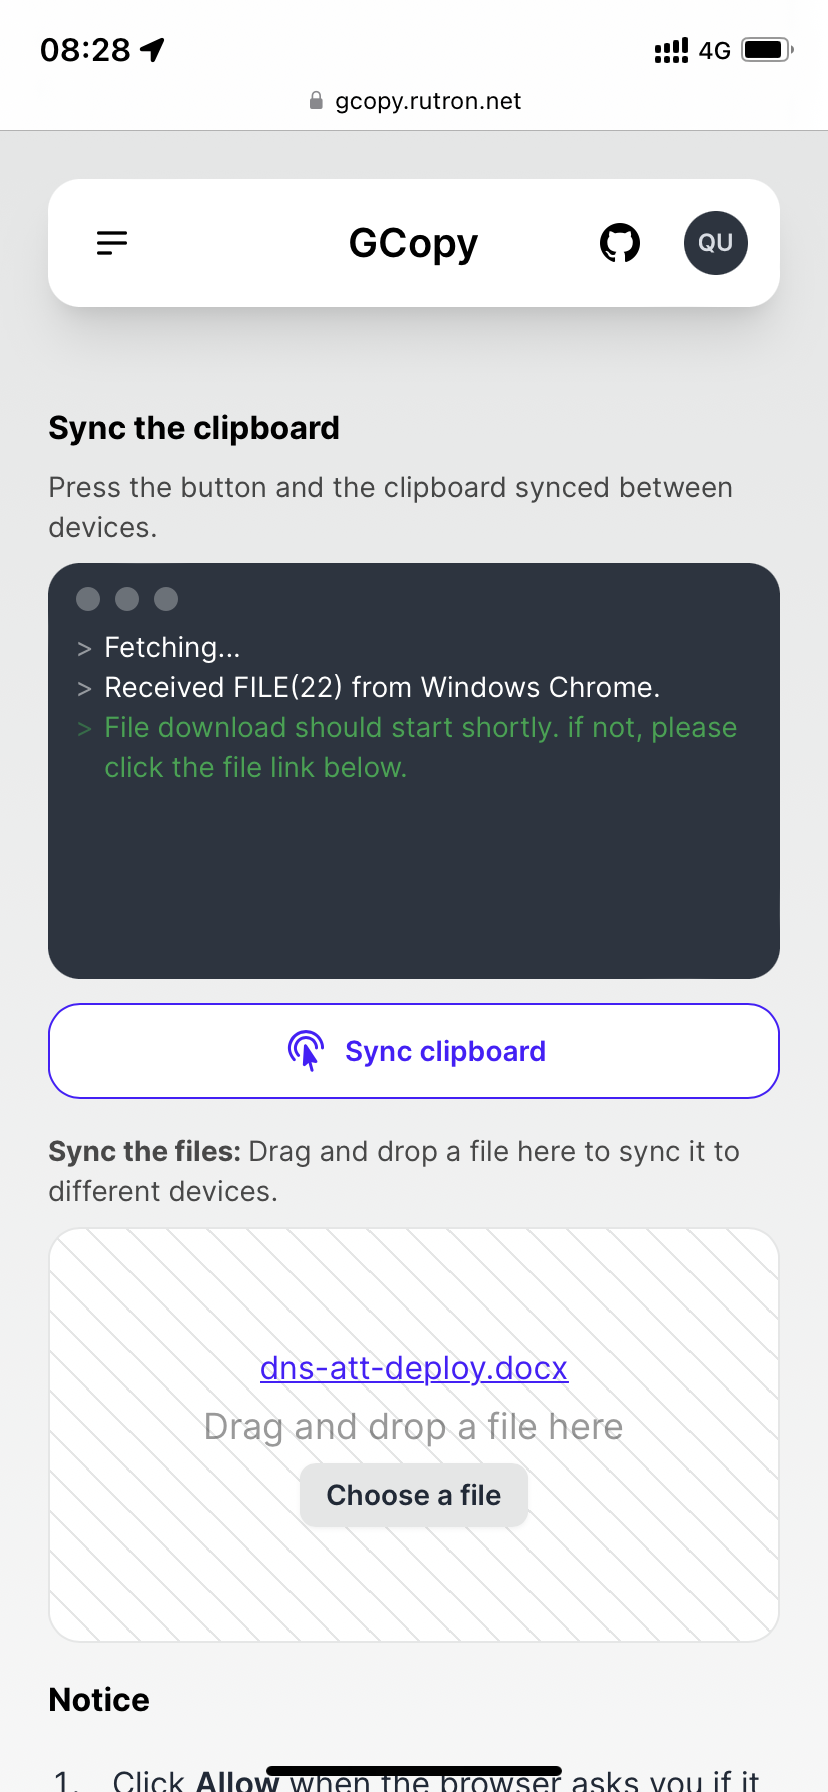 08:28
4G
gcopy.rutron.net
GCopy
QU
Sync the clipboard
Press the button and the clipboard synced between
devices.
> Fetching...
> Received FILE(22) from Windows Chrome.
> File download should start shortly. if not, please
click the file link below.
Sync clipboard
Sync the files: Drag and drop a file here to sync it to
different devices.
dns-att-deploy.docx
Drag and drop a file here
Choose a file
Notice
1. Click Allow when the browser asks you if it